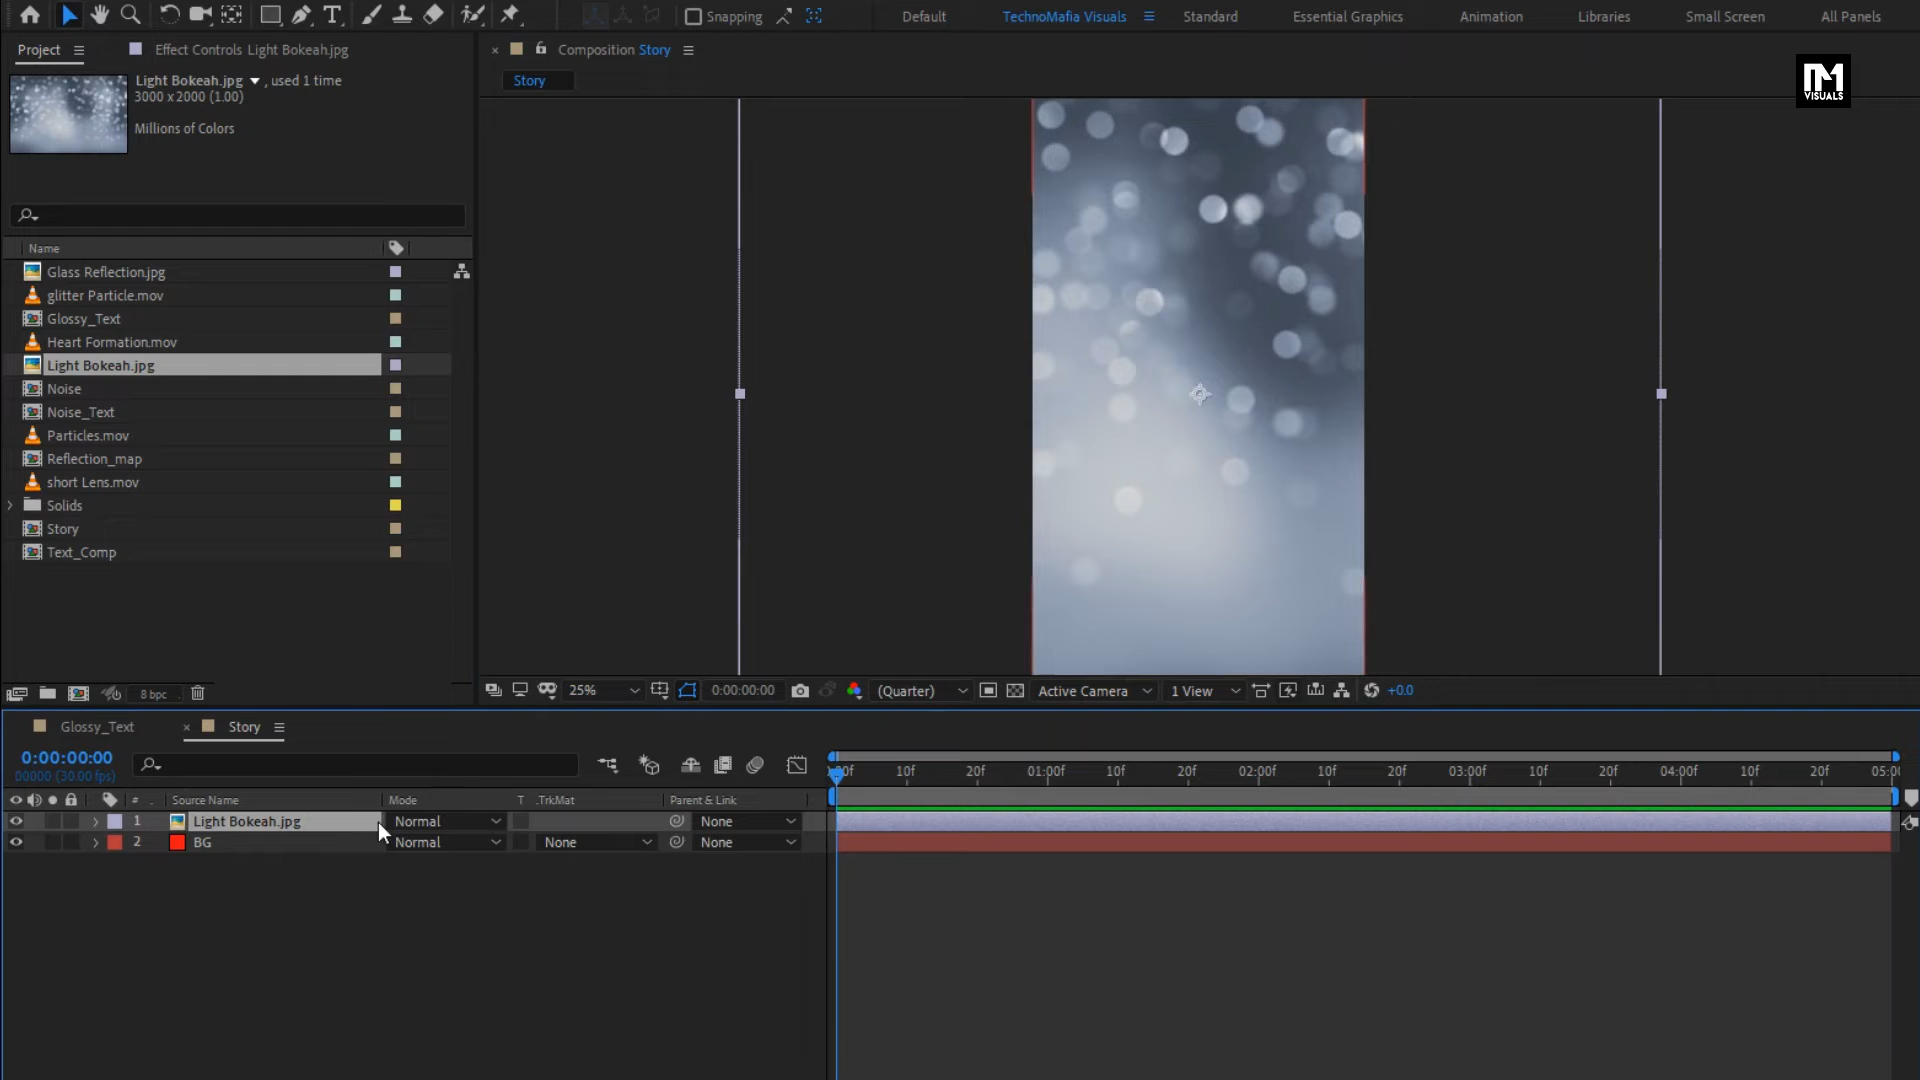 Snapping
Default
TechnoMafia Visuals
Standard
Essential Graphics
Animation
Libraries
Small Screen
All Panels
Project
Effect Controls Light Bokeah.jpg
Composition Story
Light Bokeah.jpg , used 1 time
3000 x 2000 (1.00)
Millions of Colors
Story
VISUALS
Name
Glass Reflection.jpg
glitter Particle.mov
Glossy_Text
Heart Formation.mov
Light Bokeah.jpg
Noise
Noise_Text
Particles.mov
Reflection_map
short Lens.mov
Solids
Story
Text_Comp
8 bpc
25%
0:00:00:00
(Quarter)
Active Camera
1 View
+0.0
Glossy_Text
Story
0:00:00:00
00000 (30.00 fps)
10f 20f 01:00f 10f 20f 02:00f 10f 20f 03:00f 10f 20f 04:00f 10f 20f
# Source Name Mode T .TrkMat Parent & Link
1 Light Bokeah.jpg Normal None
2 BG Normal None None